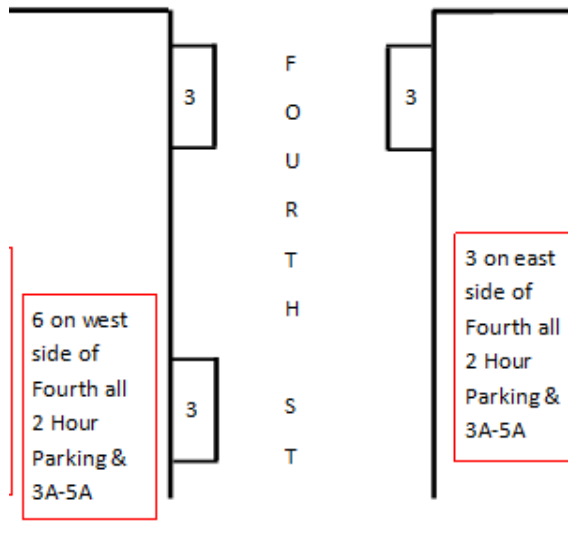 3
3
F
O
U
R
T
H
S
T
3 on east
side of
Fourth all
2 Hour
Parking &
3A-5A
6 on west
side of
Fourth all
2 Hour
Parking &
3A-5A
3